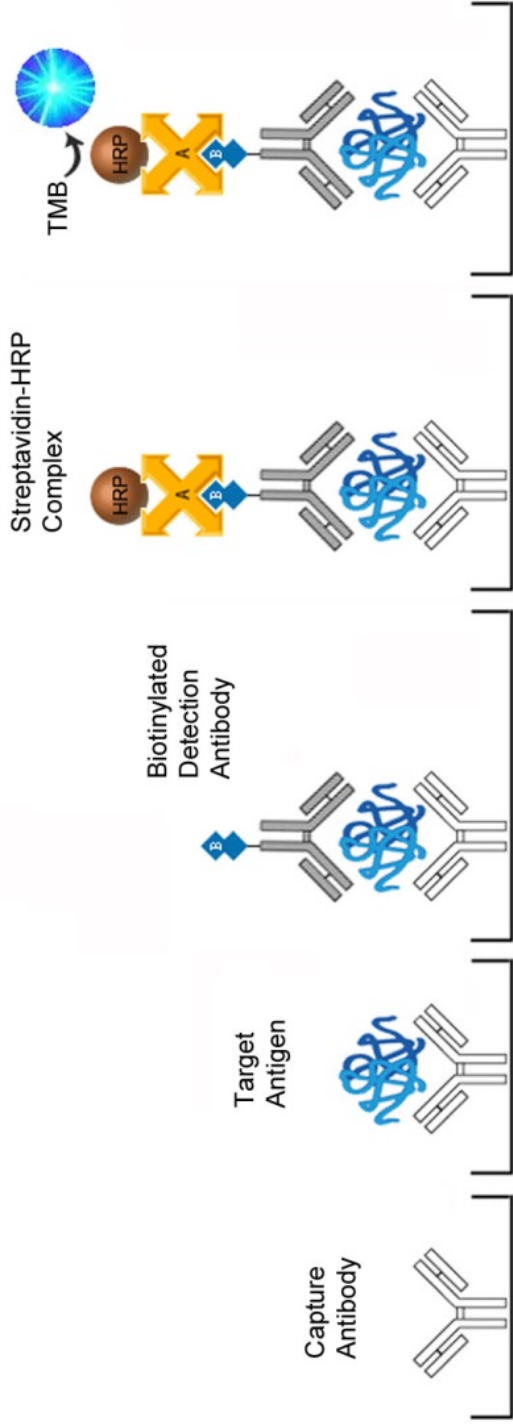 Capture
Antibody
Target
Antigen
Biotinylated
Detection
Antibody
B
Streptavidin-HRP
Complex
HRP
A
B
TMB
HRP
A
B